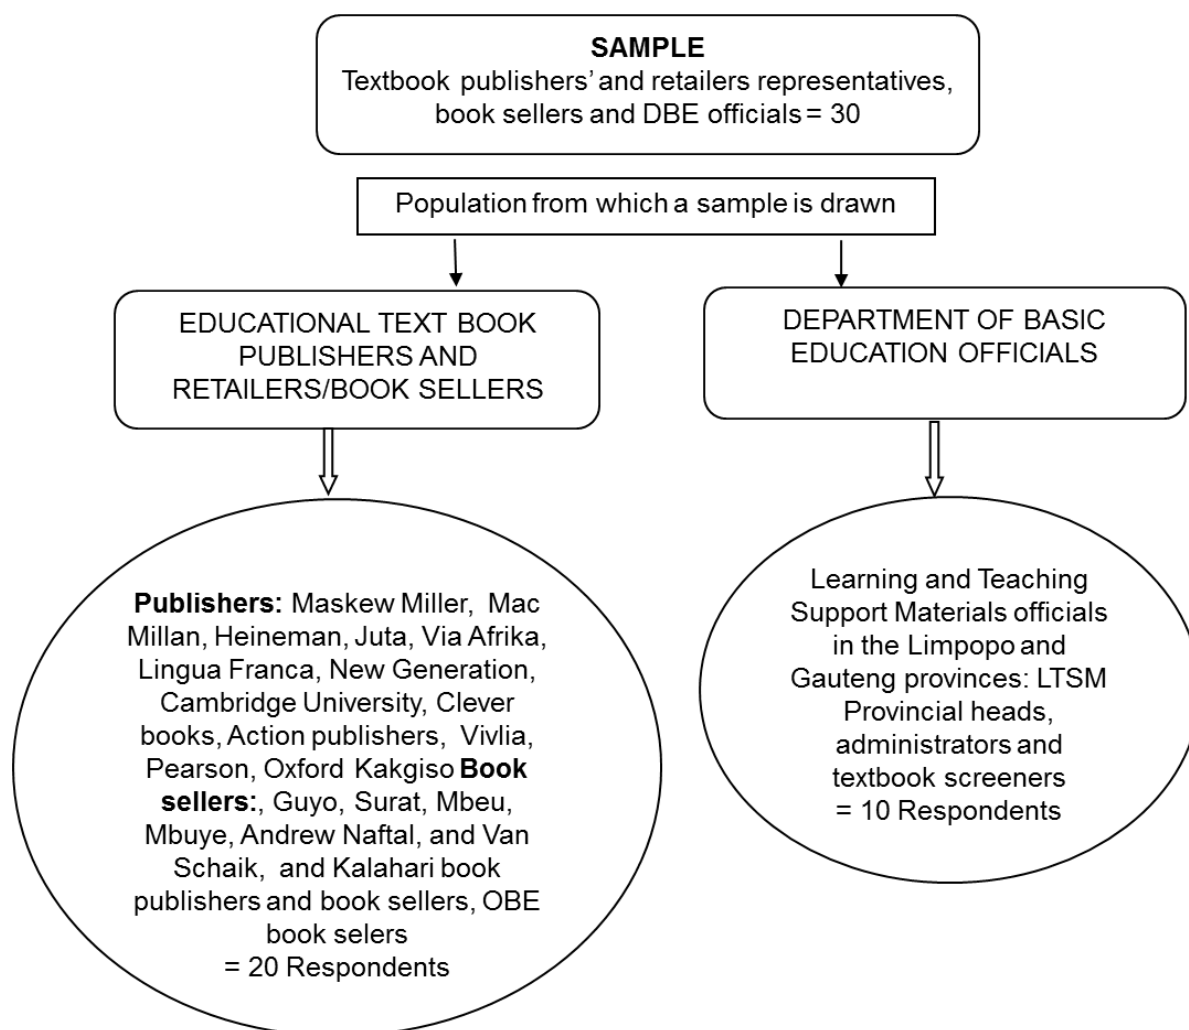 SAMPLE
Textbook publishers’ and retailers representatives,
book sellers and DBE officials = 30
Population from which a sample is drawn
EDUCATIONAL TEXT BOOK
PUBLISHERS AND
RETAILERS/BOOK SELLERS
DEPARTMENT OF BASIC
EDUCATION OFFICIALS
Publishers: Maskew Miller, Mac
Millan, Heineman, Juta, Via Afrika,
Lingua Franca, New Generation,
Cambridge University, Clever
books, Action publishers, Vivlia,
Pearson, Oxford Kakgiso Book
sellers:, Guyo, Surat, Mbeu,
Mbuye, Andrew Naftal, and Van
Schaik, and Kalahari book
publishers and book sellers, OBE
book selers
= 20 Respondents
Learning and Teaching
Support Materials officials
in the Limpopo and
Gauteng provinces: LTSM
Provincial heads,
administrators and
textbook screeners
= 10 Respondents